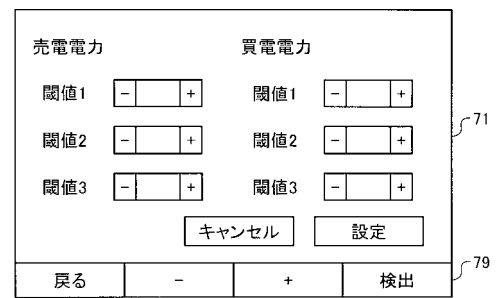 売電電力 買電電力
閾値1 - + 閾値1 - +
閾値2 - + 閾値2 - +
閾値3 - + 閾値3 - +
キャンセル 設定
戻る - + 検出
71
79